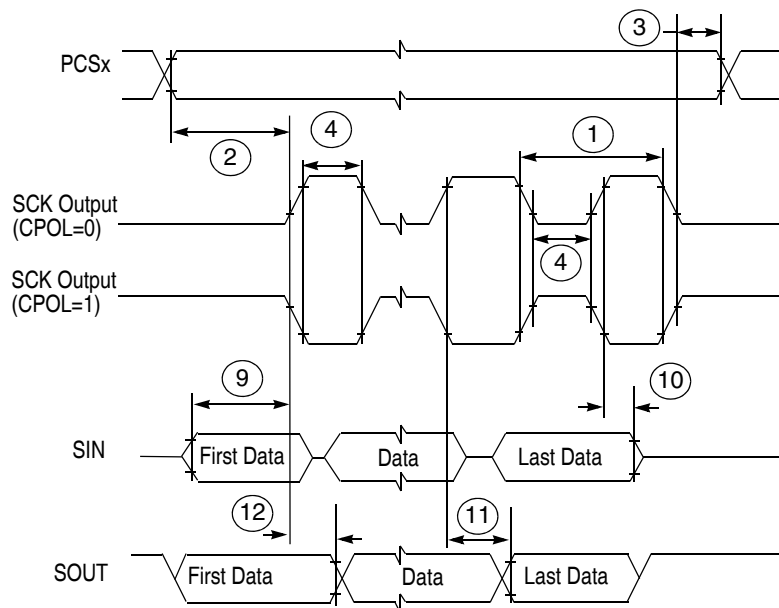 3
PCSx
4
1
2
SCK Output
(CPOL=0)
4
SCK Output
(CPOL=1)
9
10
SIN
First Data
Data
Last Data
12
11
SOUT
First Data
Data
Last Data